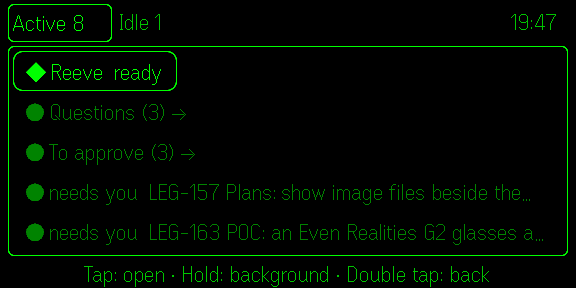 Active 8 Idle 1 19:47
Reeve ready
Questions (3) →
To approve (3) →
needs you LEG-157 Plans: show image files beside the…
needs you LEG-163 POC: an Even Realities G2 glasses a…
Tap: open · Hold: background · Double tap: back